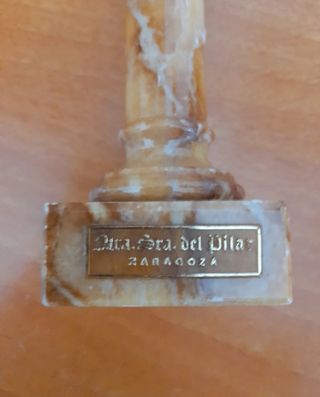 Ntra. Sra. del Pilar
ZARAGOZA